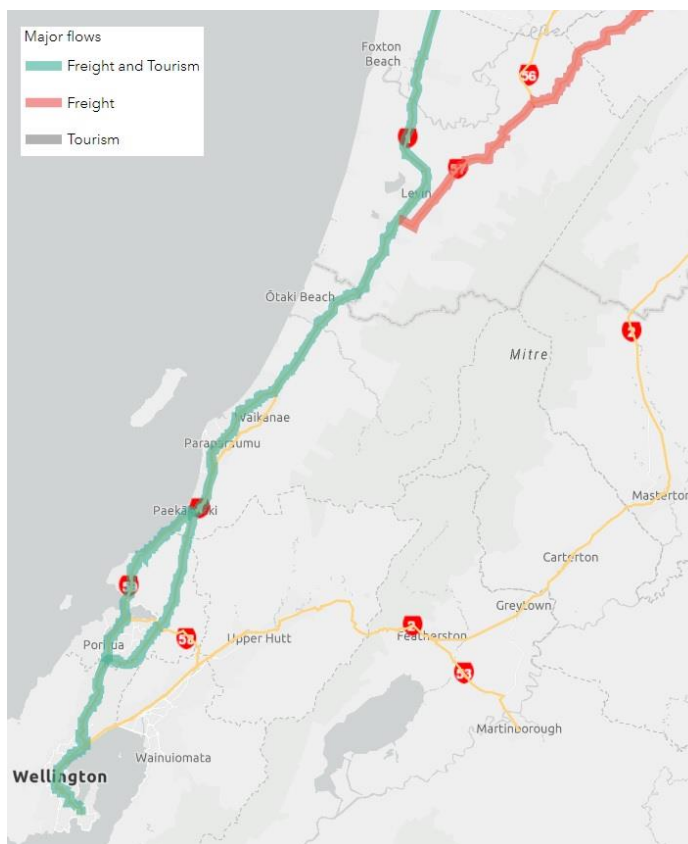 Major flows
Freight and Tourism
Freight
Tourism
Foxton
Beach
56
1
57
Levin
Ōtaki Beach
2
Mitre
Waikanae
Paraparaumu
Masterton
Carterton
Greytown
2
Featherston
58
Upper Hutt
Porirua
53
Martinborough
Wainuiomata
Wellington